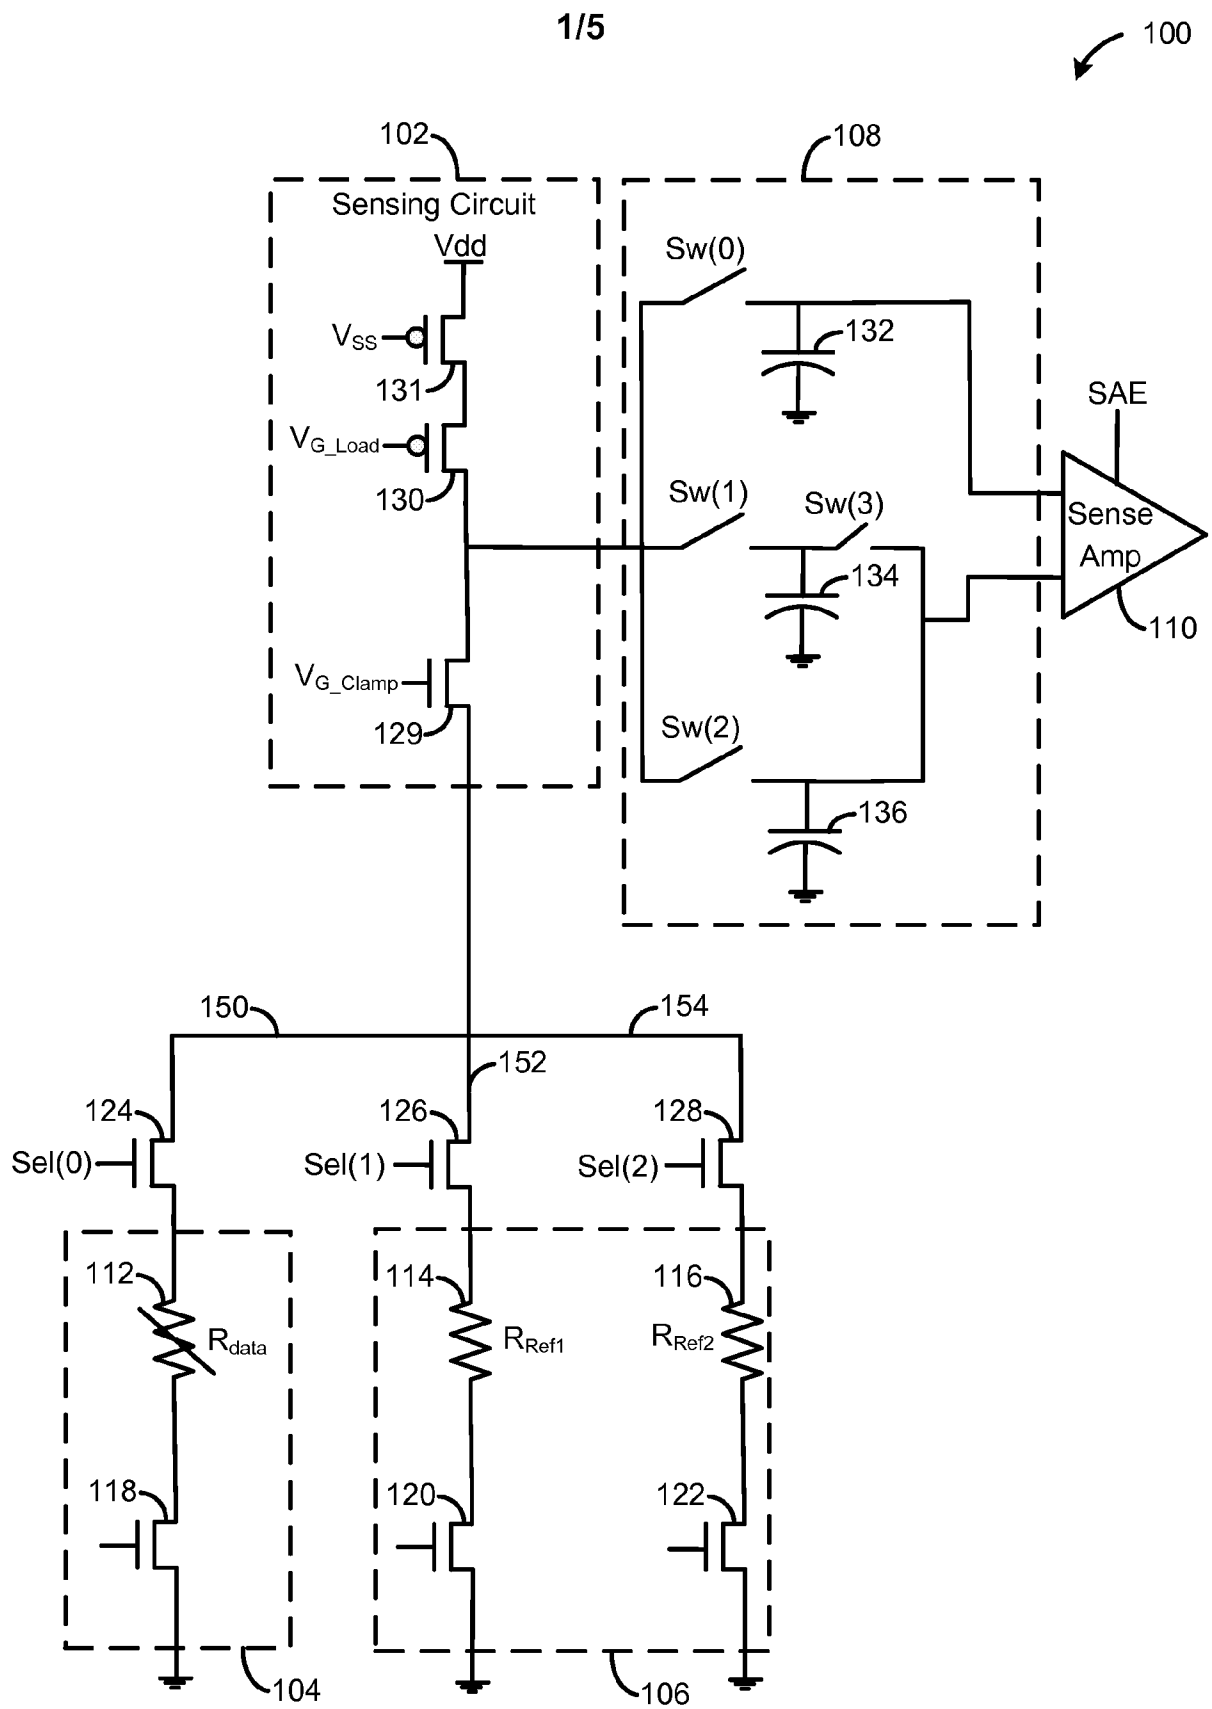 1/5
100
102
108
Sensing Circuit
Vdd
Sw(0)
VSS
131
132
SAE
VG_Load
130
Sw(1)
Sw(3)
Sense
Amp
134
110
VG_Clamp
129
Sw(2)
136
150
154
152
124
126
128
Sel(0)
Sel(1)
Sel(2)
112
114
116
Rdata
RRef1
RRef2
118
120
122
104
106